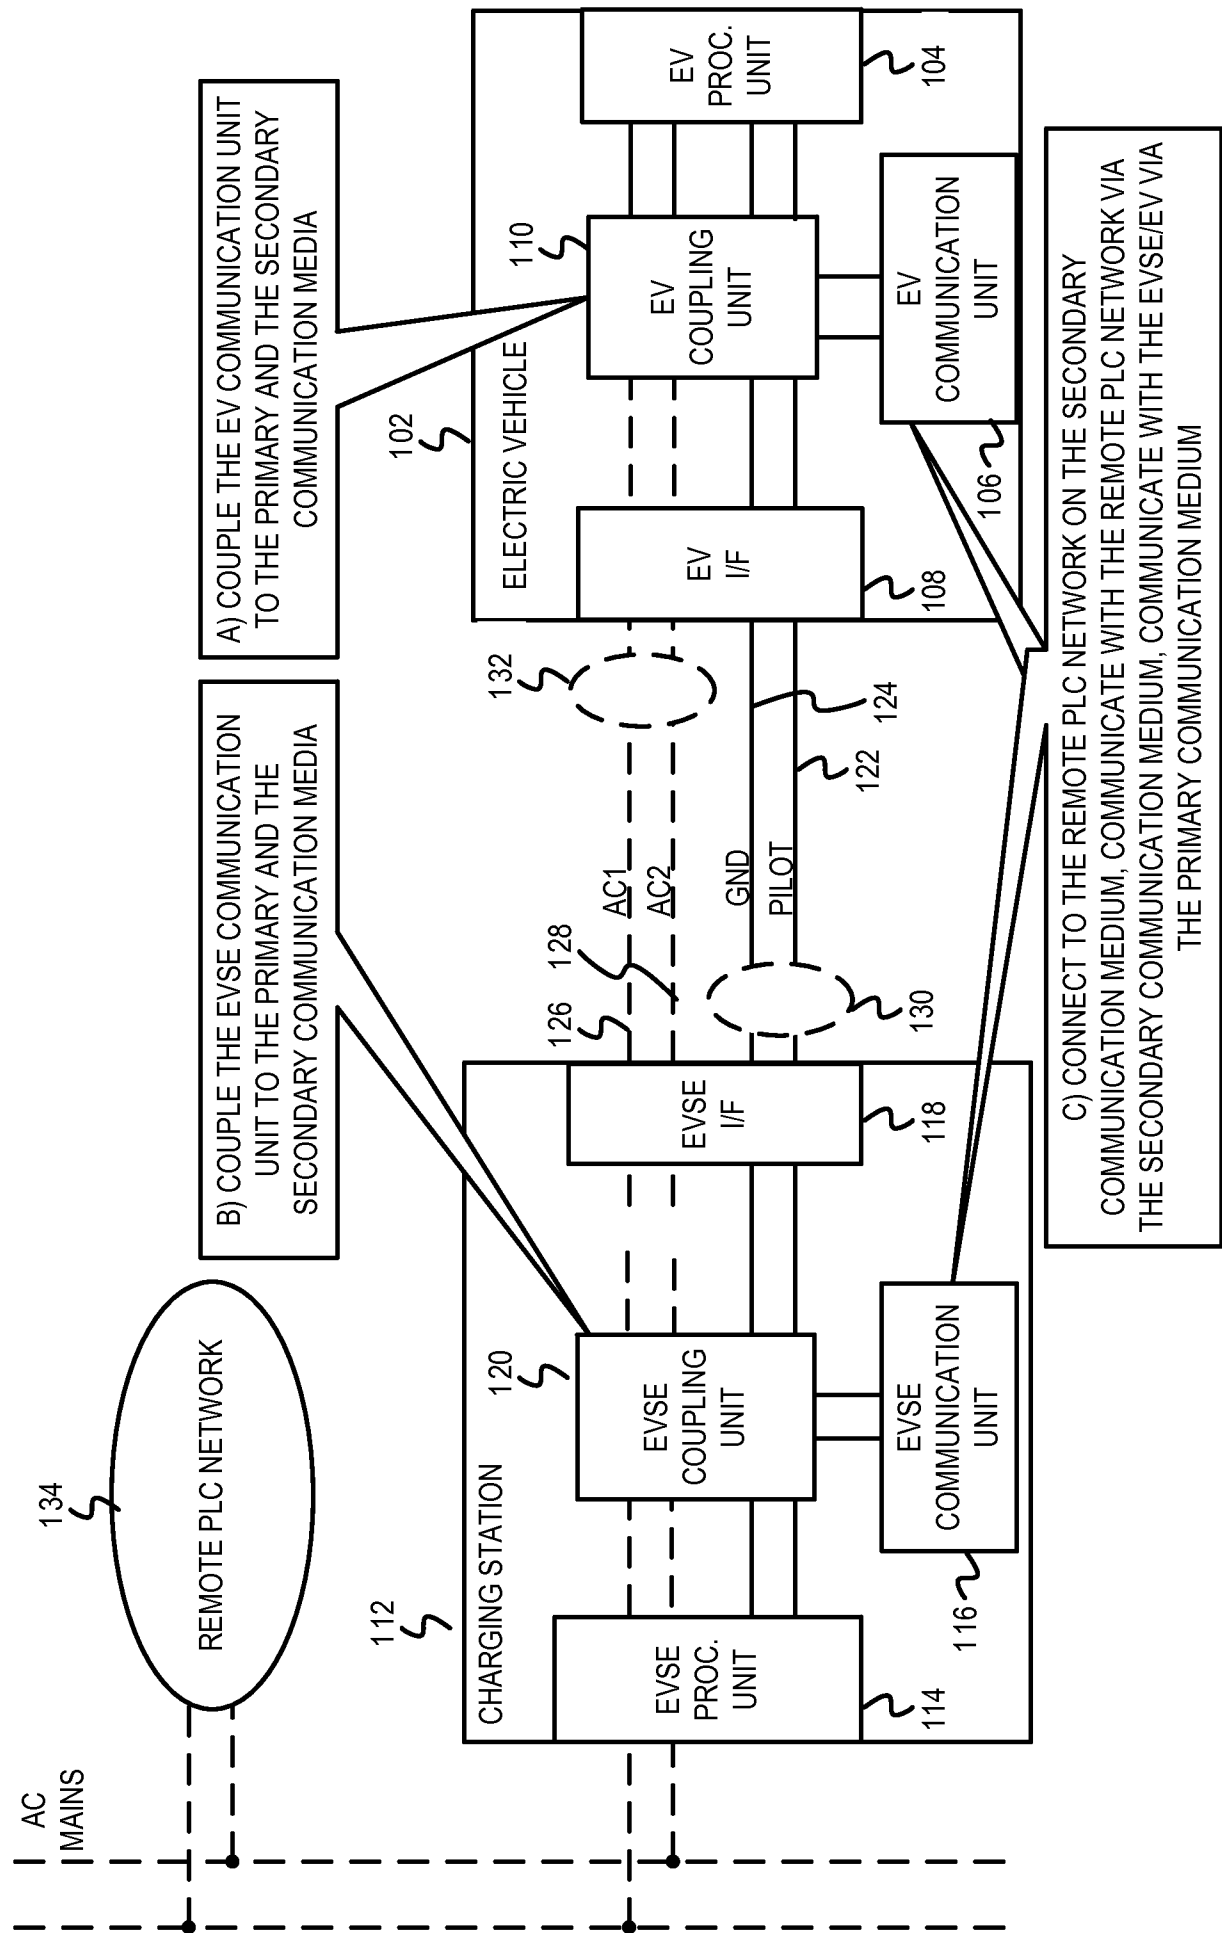 AC
MAINS
134
REMOTE PLC NETWORK
B) COUPLE THE EVSE COMMUNICATION
UNIT TO THE PRIMARY AND THE
SECONDARY COMMUNICATION MEDIA
A) COUPLE THE EV COMMUNICATION UNIT
TO THE PRIMARY AND THE SECONDARY
COMMUNICATION MEDIA
112
CHARGING STATION
EVSE
PROC.
UNIT
114
120
EVSE
COUPLING
UNIT
EVSE
COMMUNICATION
UNIT
116
EVSE
I/F
118
126
128
130
AC1
AC2
GND
PILOT
132
124
122
102
ELECTRIC VEHICLE
EV
I/F
108
110
EV
COUPLING
UNIT
EV
COMMUNICATION
UNIT
106
EV
PROC.
UNIT
104
C) CONNECT TO THE REMOTE PLC NETWORK ON THE SECONDARY
COMMUNICATION MEDIUM, COMMUNICATE WITH THE REMOTE PLC NETWORK VIA
THE SECONDARY COMMUNICATION MEDIUM, COMMUNICATE WITH THE EVSE/EV VIA
THE PRIMARY COMMUNICATION MEDIUM